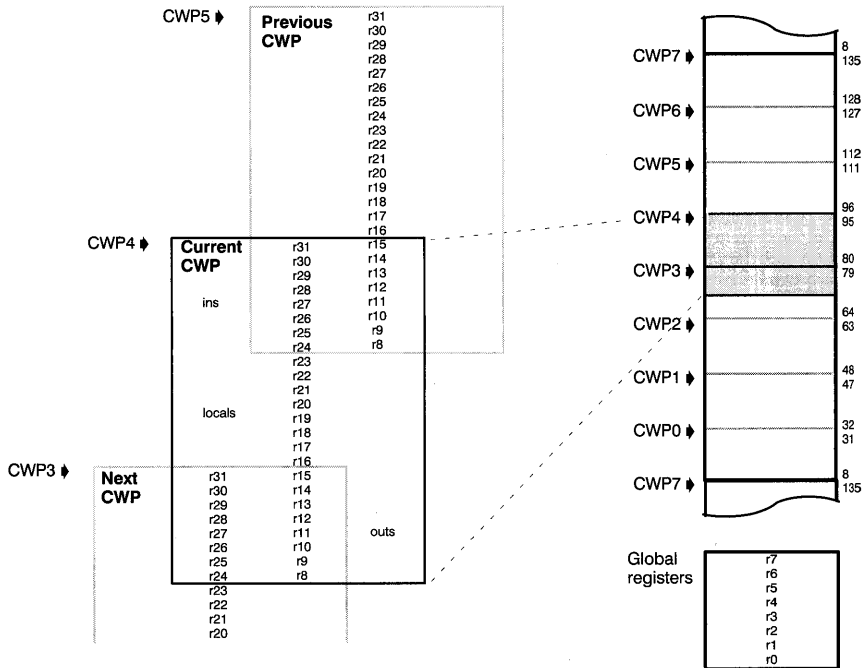 CWP5
Previous
CWP
r31
r30
r29
r28
r27
r26
r25
r24
r23
r22
r21
r20
r19
r18
r17
r16
r15
r14
r13
r12
r11
r10
r9
r8
CWP4
Current
CWP
ins
locals
outs
r31
r30
r29
r28
r27
r26
r25
r24
r23
r22
r21
r20
r19
r18
r17
r16
r15
r14
r13
r12
r11
r10
r9
r8
CWP3
Next
CWP
r31
r30
r29
r28
r27
r26
r25
r24
r23
r22
r21
r20
CWP7
8
135
CWP6
128
127
CWP5
112
111
CWP4
96
95
CWP3
80
79
CWP2
64
63
CWP1
48
47
CWP0
32
31
CWP7
8
135
Global
registers
r7
r6
r5
r4
r3
r2
r1
r0